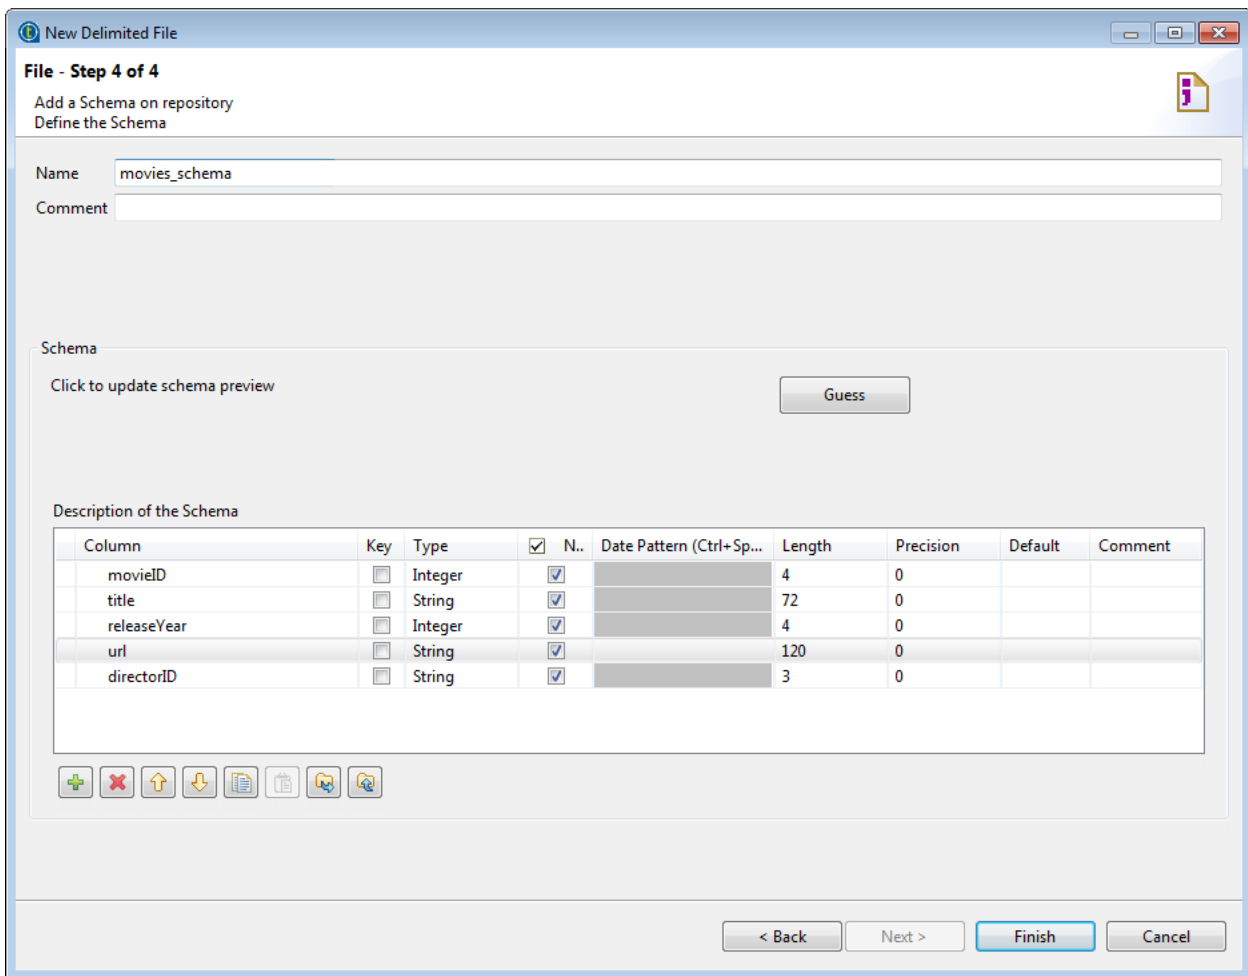 New Delimited File
File - Step 4 of 4
Add a Schema on repository
Define the Schema
Name movies_schema
Comment
Schema
Click to update schema preview Guess
Description of the Schema
Column Key Type N.. Date Pattern (Ctrl+Sp... Length Precision Default Comment
movieID Integer 4 0
title String 72 0
releaseYear Integer 4 0
url String 120 0
directorID String 3 0
< Back Next > Finish Cancel